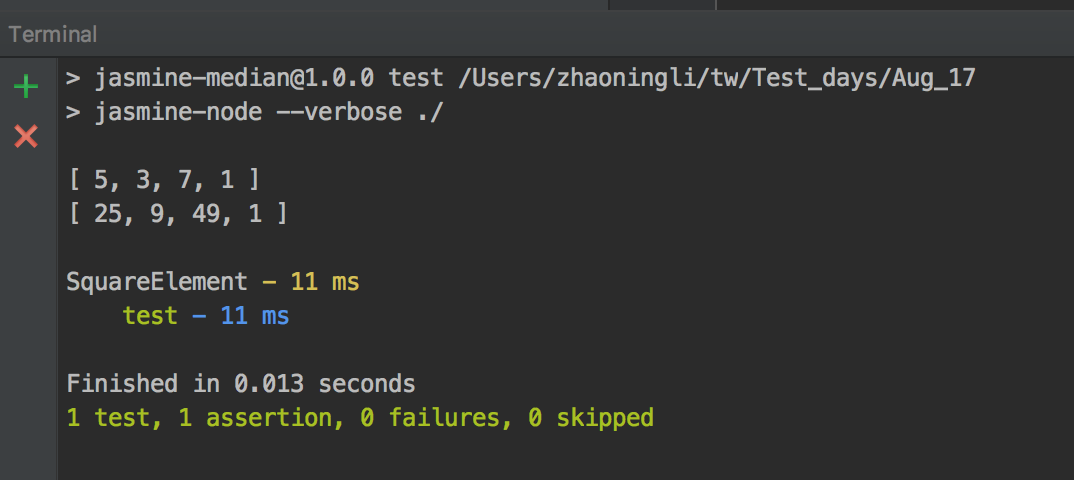 Terminal
> jasmine-median@1.0.0 test /Users/zhaoningli/tw/Test_days/Aug_17
> jasmine-node --verbose ./
[ 5, 3, 7, 1 ]
[ 25, 9, 49, 1 ]
SquareElement - 11 ms
test - 11 ms
Finished in 0.013 seconds
1 test, 1 assertion, 0 failures, 0 skipped